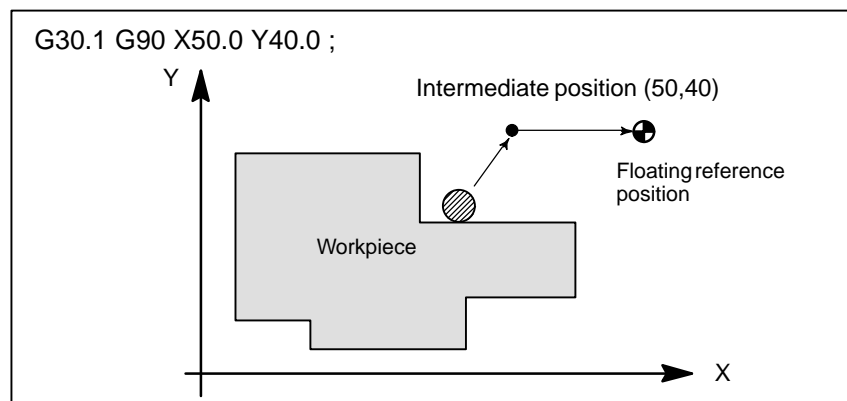 G30.1 G90 X50.0 Y40.0 ;
Y
Intermediate position (50,40)
Floating reference
position
Workpiece
X